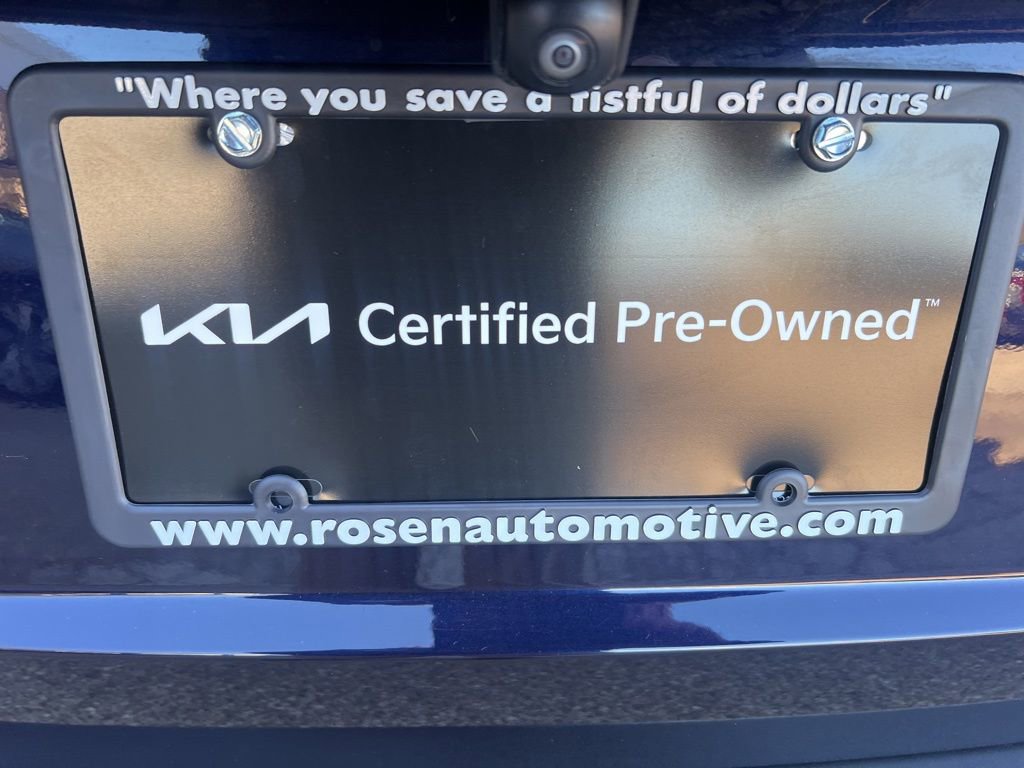 "Where you save a fistful of dollars"
KIA Certified Pre-Owned™
www.rosenautomotive.com